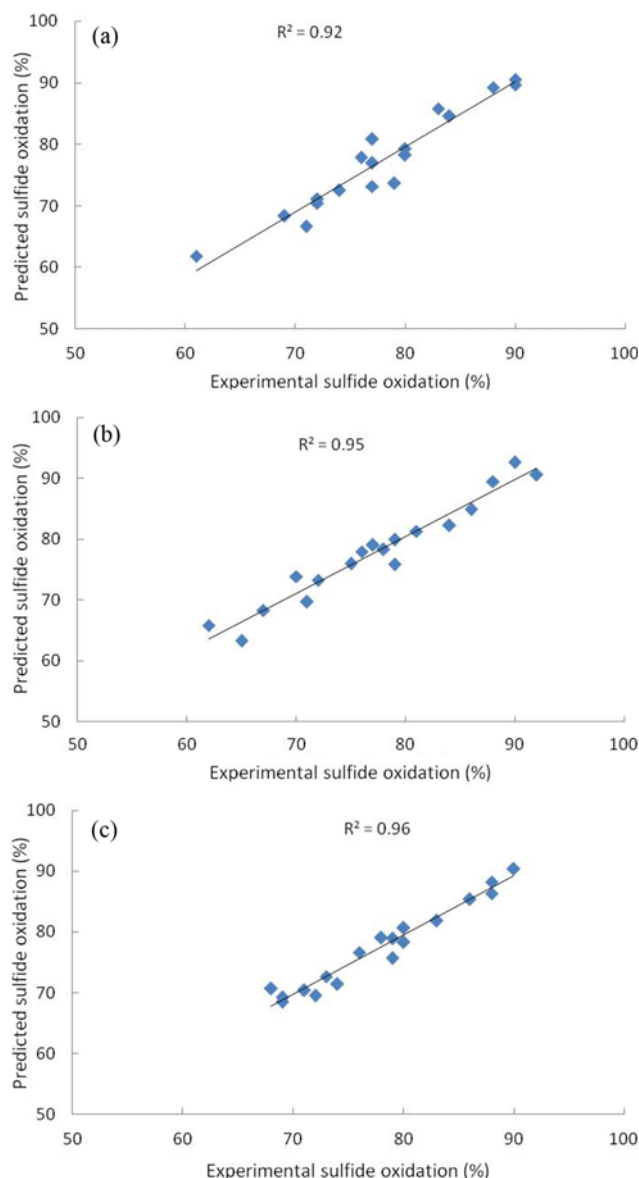 100
(a)
R² = 0.92
90
80
70
60
50
Predicted sulfide oxidation (%)
50 60 70 80 90 100
Experimental sulfide oxidation (%)
100
(b)
R² = 0.95
90
80
70
60
50
Predicted sulfide oxidation (%)
50 60 70 80 90 100
Experimental sulfide oxidation (%)
100
(c)
R² = 0.96
90
80
70
60
50
Predicted sulfide oxidation (%)
50 60 70 80 90 100
Experimental sulfide oxidation (%)